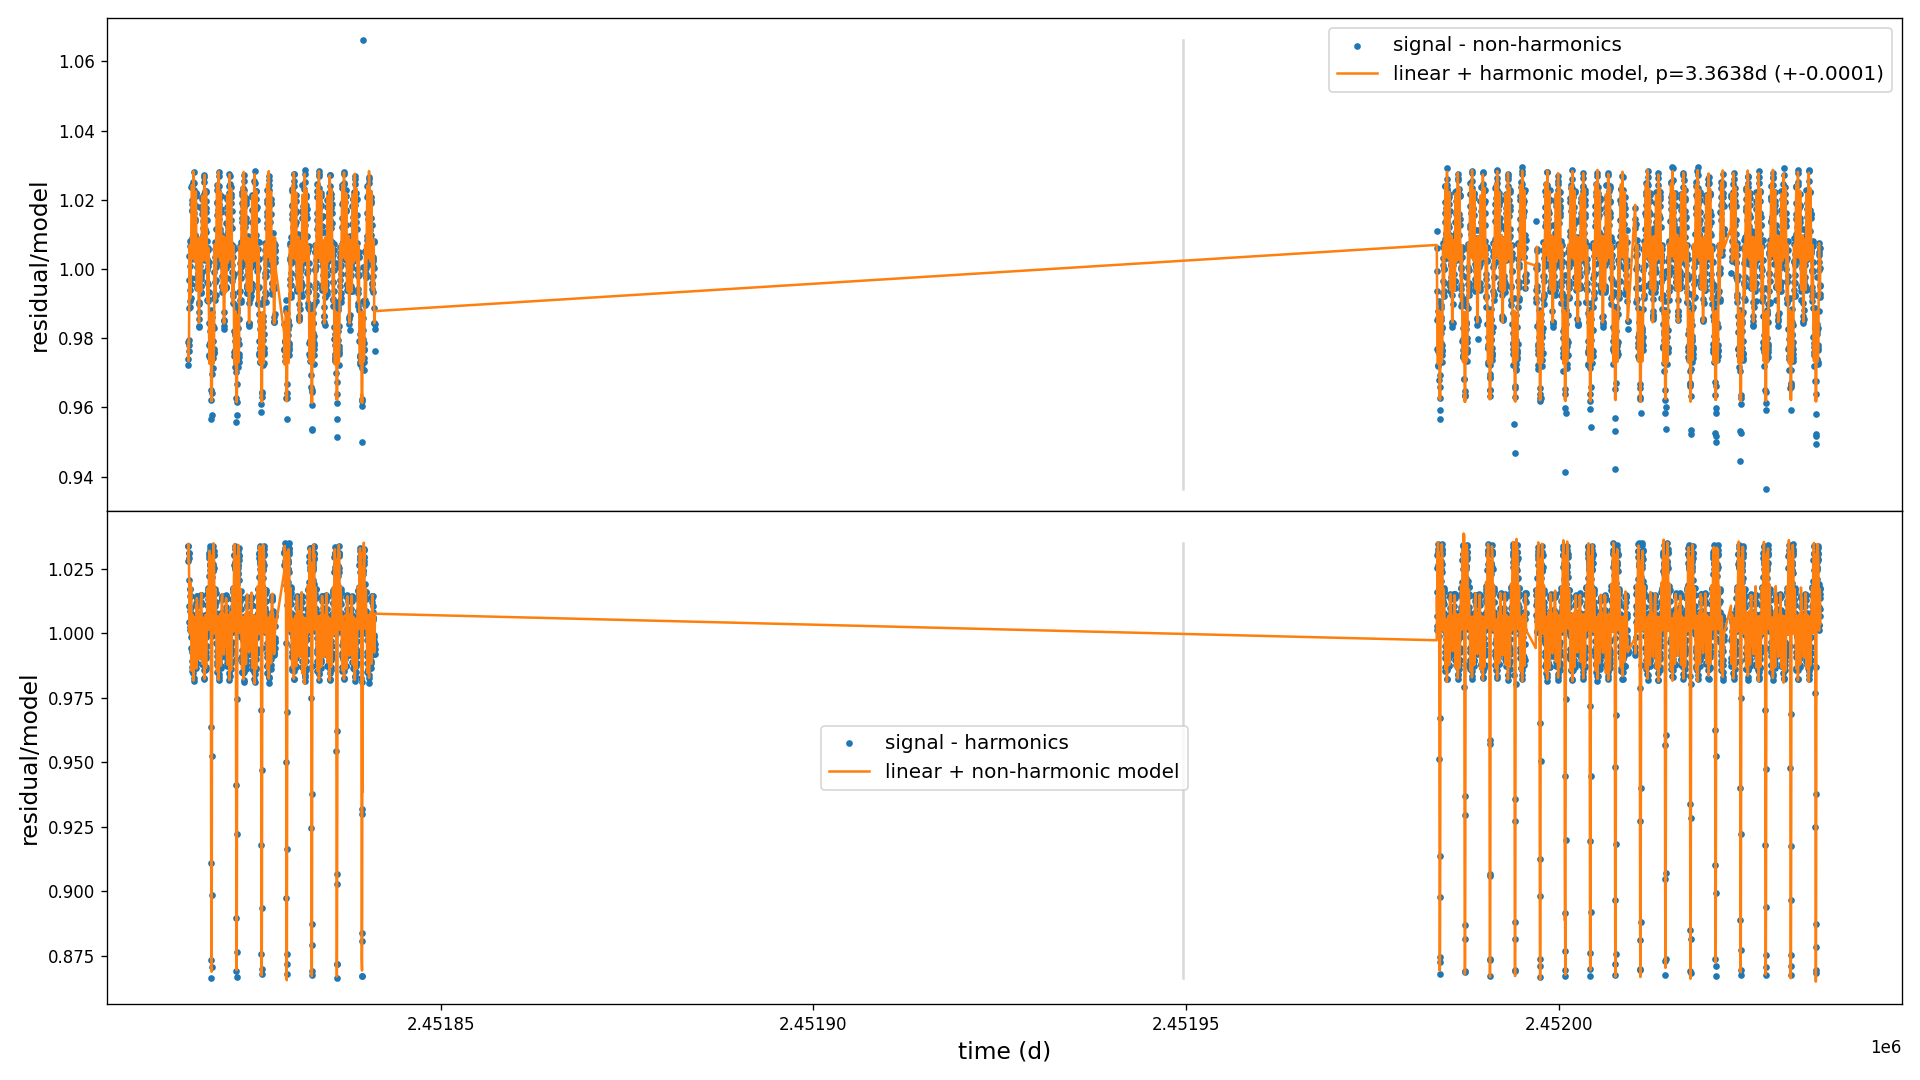 signal - non-harmonics
linear + harmonic model, p=3.3638d (+-0.0001)
residual/model
1.06
1.04
1.02
1.00
0.98
0.96
0.94
signal - harmonics
linear + non-harmonic model
residual/model
1.025
1.000
0.975
0.950
0.925
0.900
0.875
2.45185
2.45190
2.45195
2.45200
1e6
time (d)